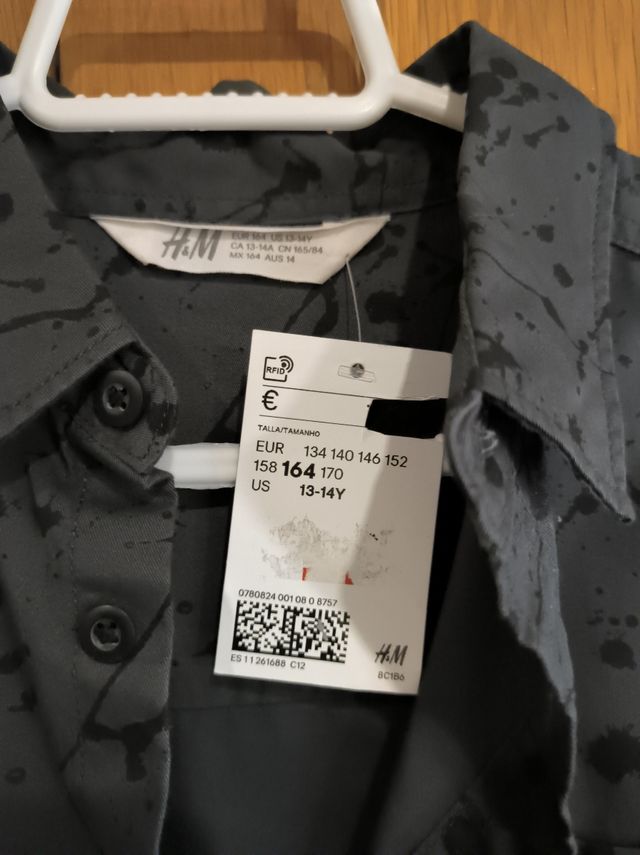 H&M
EUR 164 US 13-14Y
CA 13-14A CN 165/84
MX 164 AUS 14
RFID
€
TALLA/TAMANHO
EUR 134 140 146 152
158 164 170
US 13-14Y
0780824 001 08 0 8757
ES 1 1 261688 C12
H&M
8C1B6